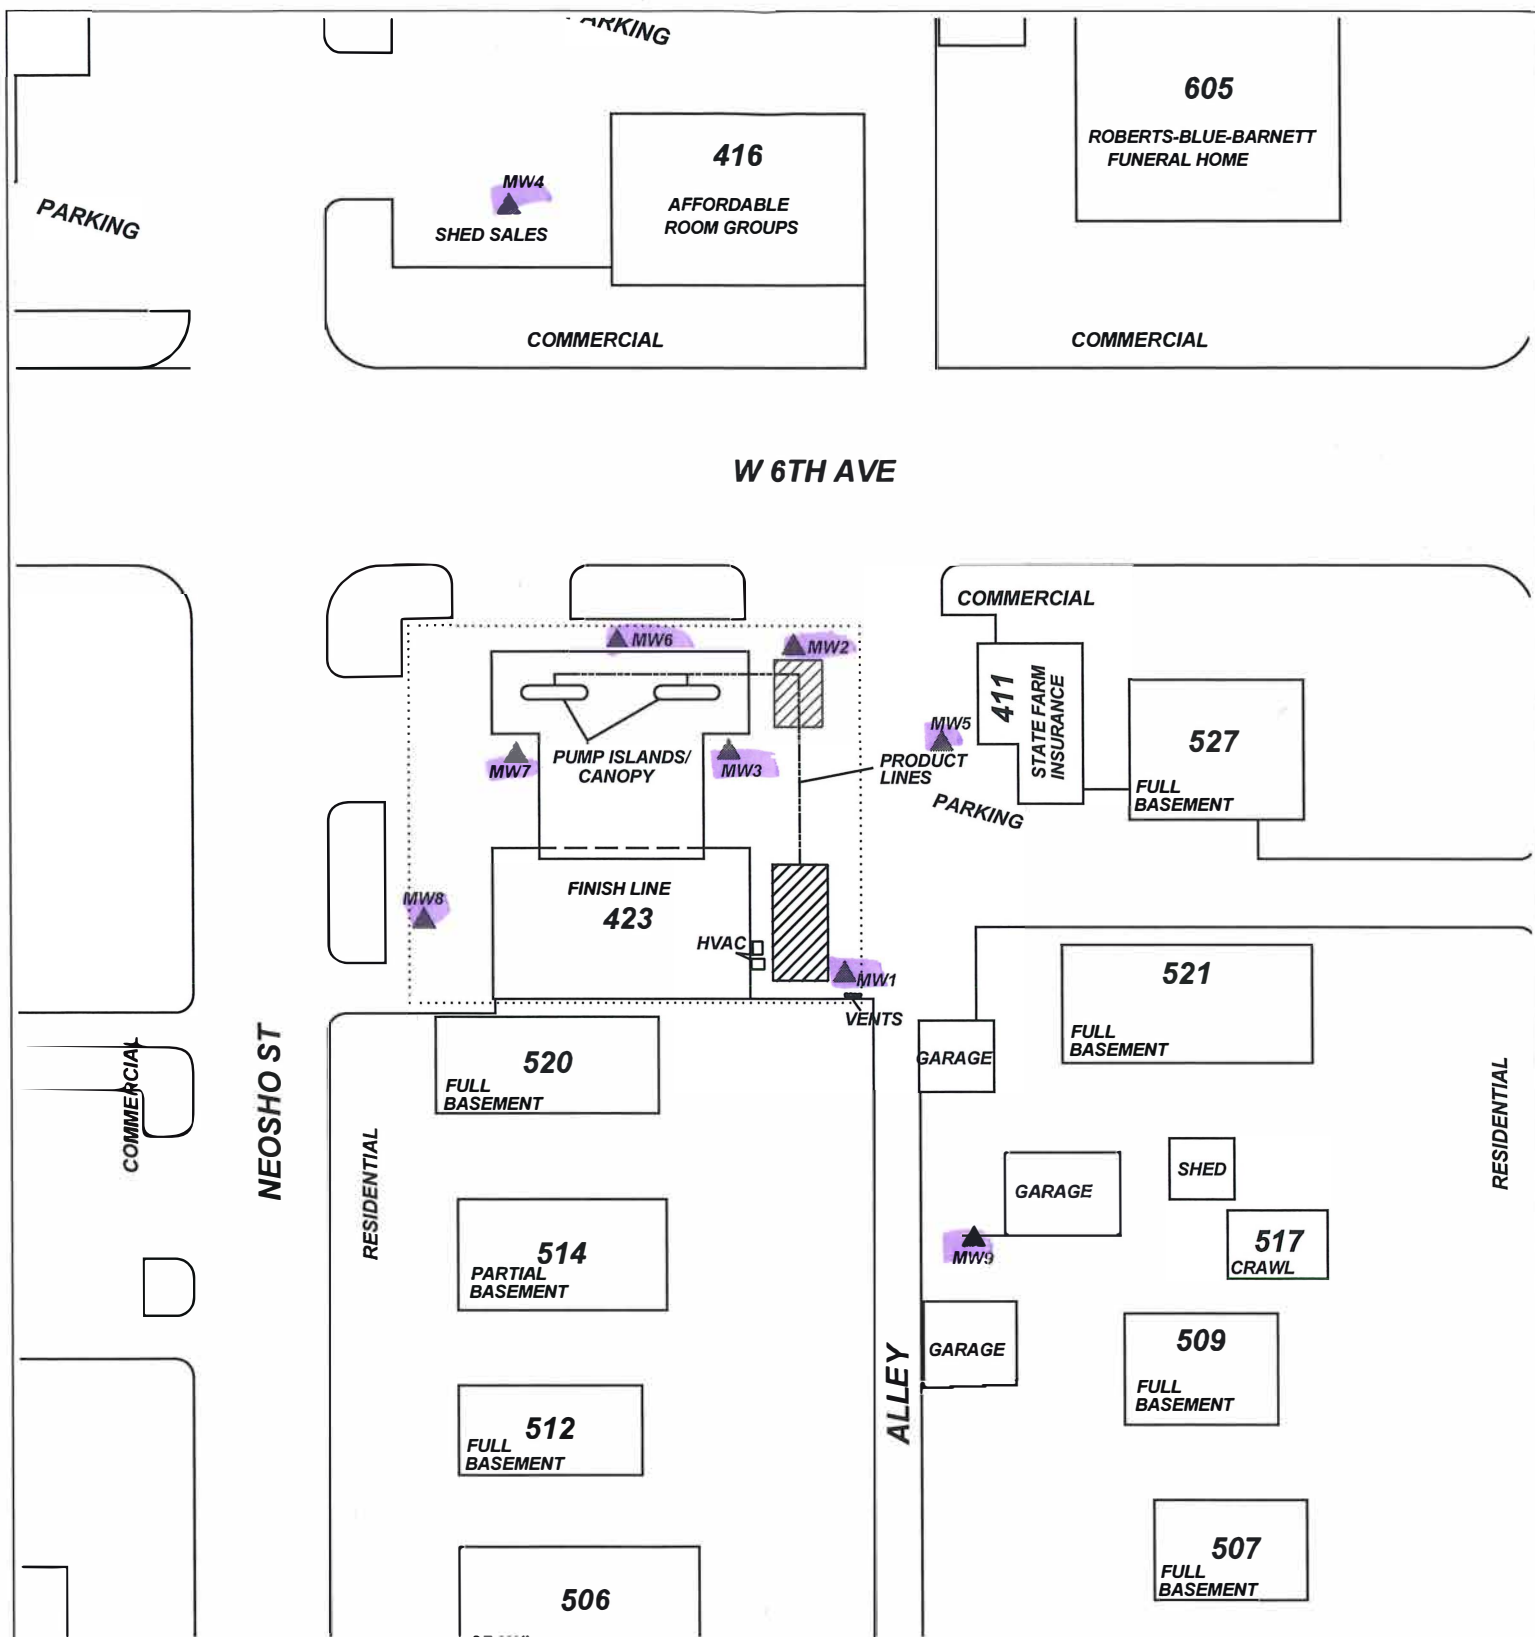 PARKING
605
ROBERTS-BLUE-BARNETT
FUNERAL HOME
416
AFFORDABLE
ROOM GROUPS
MW4
SHED SALES
PARKING
COMMERCIAL
COMMERCIAL
W 6TH AVE
COMMERCIAL
MW6
MW2
411
STATE FARM
INSURANCE
MW5
527
FULL
BASEMENT
MW7
PUMP ISLANDS/
CANOPY
MW3
PRODUCT
LINES
PARKING
FINISH LINE
423
MW8
HVAC
MW1
VENTS
521
FULL
BASEMENT
GARAGE
520
FULL
BASEMENT
COMMERCIAL
NEOSHO ST
RESIDENTIAL
RESIDENTIAL
SHED
GARAGE
MW9
517
CRAWL
514
PARTIAL
BASEMENT
GARAGE
509
FULL
BASEMENT
ALLEY
512
FULL
BASEMENT
507
FULL
BASEMENT
506